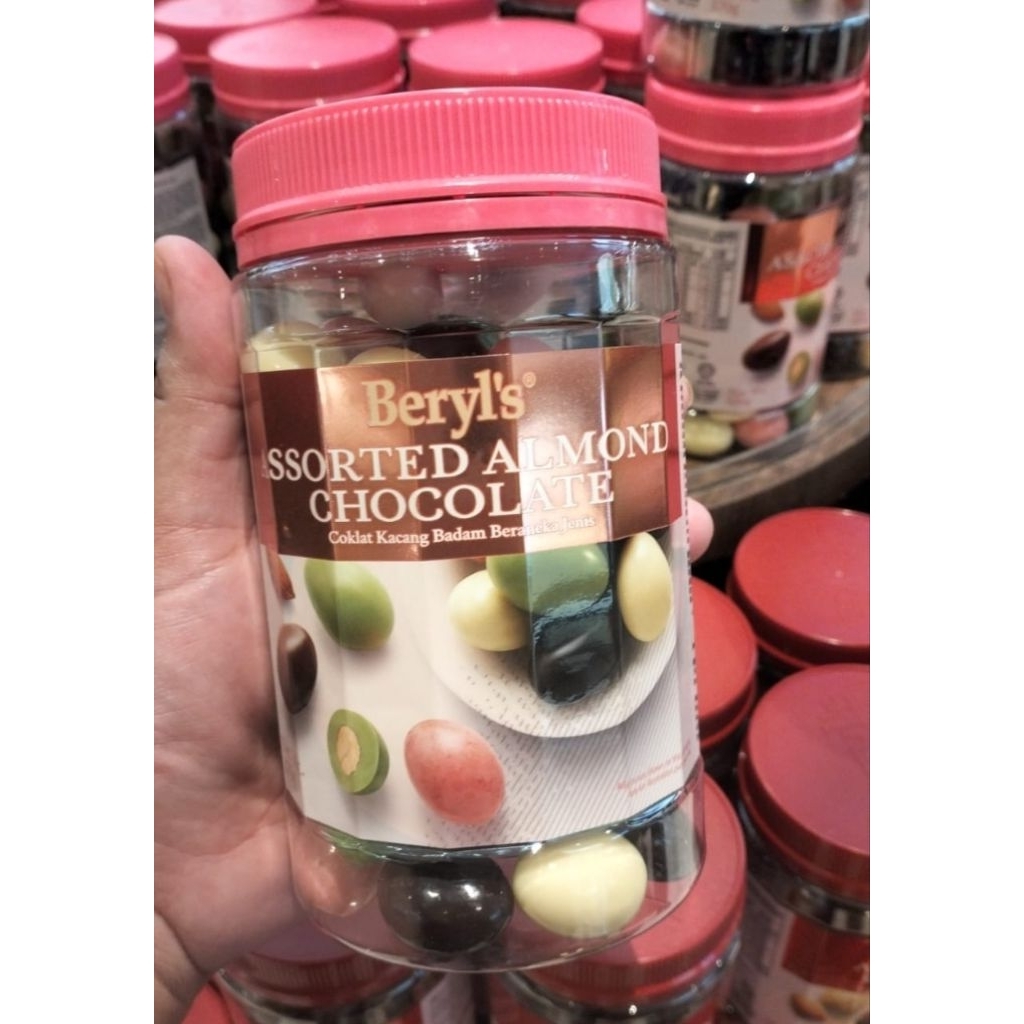 Beryl's®
ASSORTED ALMOND
CHOCOLATE
Coklat Kacang Badam Beraneka Jenis